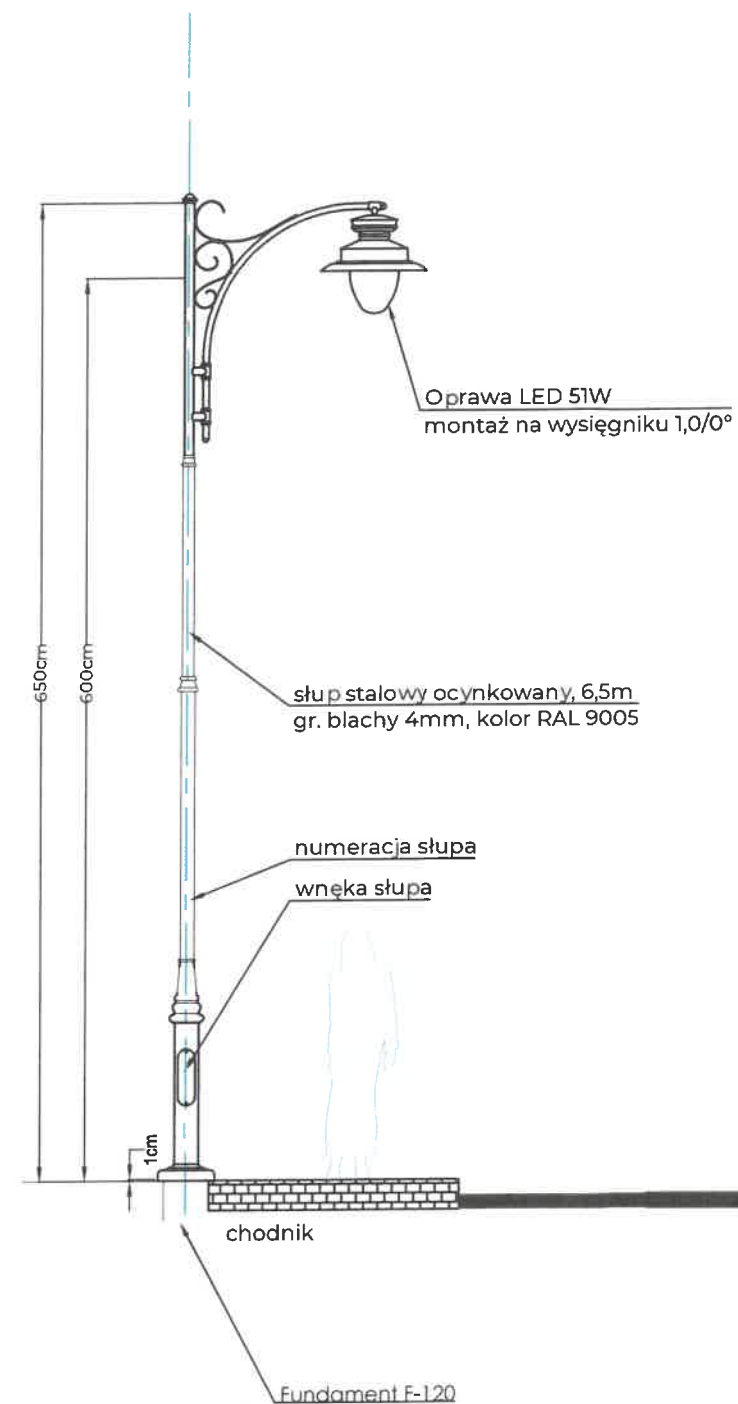 Oprawa LED 51W
montaż na wysięgniku 1,0/0°
650cm
600cm
słup stalowy ocynkowany, 6,5m
gr. blachy 4mm, kolor RAL 9005
numeracja słupa
wnęka słupa
1cm
chodnik
Fundament F-120